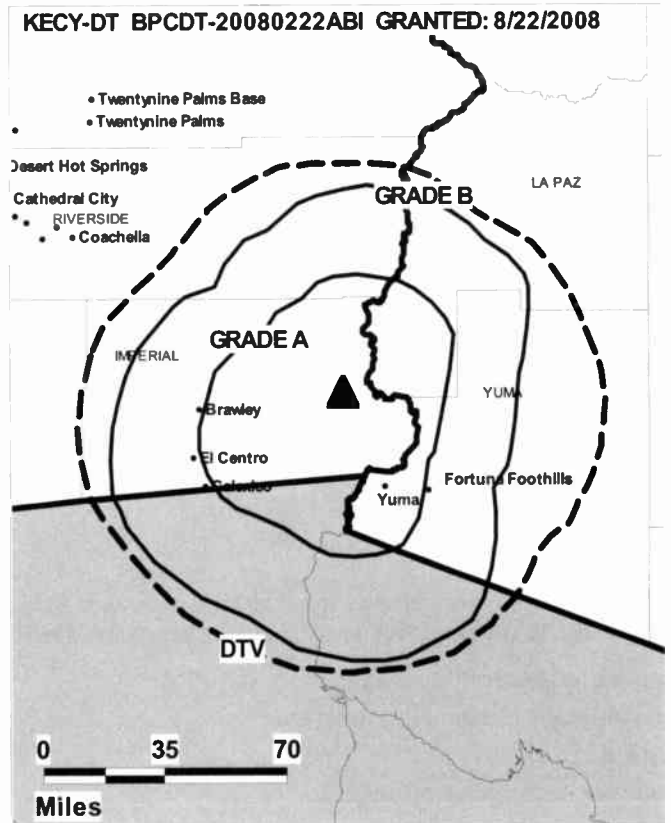 KECY-DT BPCDT-20080222ABI GRANTED: 8/22/2008
Twentynine Palms Base
Twentynine Palms
Desert Hot Springs
LA PAZ
GRADE B
Cathedral City
RIVERSIDE
Coachella
GRADE A
IMPERIAL
YUMA
Brawley
El Centro
Calexico
Fortuna Foothills
Yuma
DTV
0 35 70
Miles